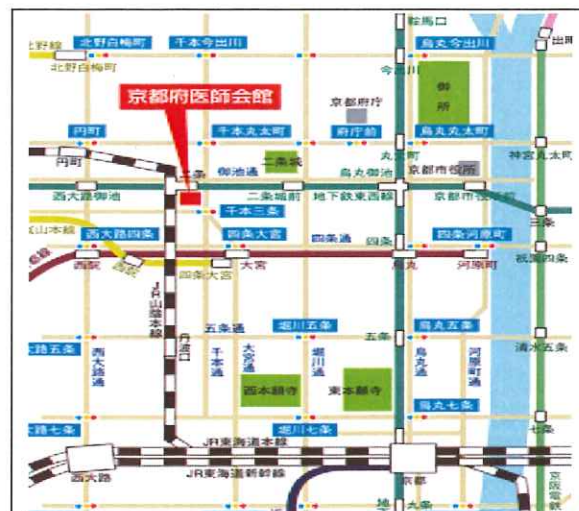 鞍馬口
出町
北野線
北野白梅町
千本今出川
烏丸今出川
北野白梅町
今出川
御所
京都府医師会館
京都府庁
円町
千本丸太町
府庁前
烏丸丸太町
円町
丸太町
神宮丸太町
二条
御池通
二条城
烏丸御池
京都市役所
西大路御池
二条城前
地下鉄東西線
京都市役所前
三条
千本三条
嵐山本線
西大路四条
四条大宮
四条通
四条
四条河原町
祇園四条
西院
西院
四条大宮
大宮
烏丸
河原町
JR山陰本線
丹波口
五条通
堀川五条
五条
烏丸五条
清水五条
大路五条
西大路通
千本通
大宮通
堀川通
烏丸通
河原町通
西本願寺
東本願寺
烏丸七条
大路七条
堀川七条
七条
JR東海道本線
西大路
JR東海道新幹線
京都
京阪電鉄
地下
九条